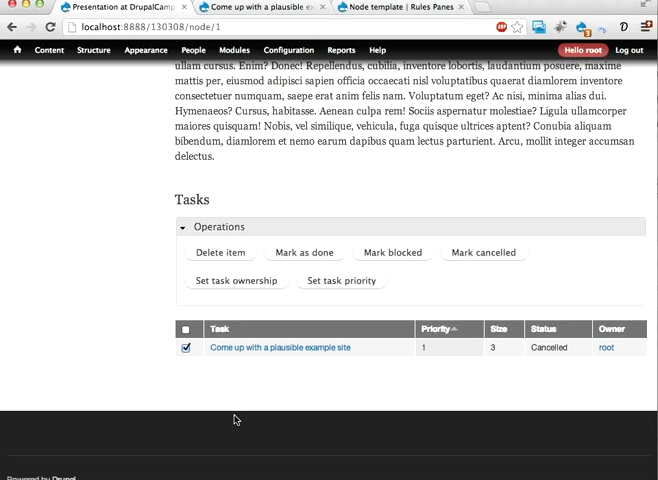 Presentation at DrupalCamp
Come up with a plausible ex
Node template | Rules Panes
localhost:8888/130308/node/1
Content Structure Appearance People Modules Configuration Reports Help Hello root Log out
ullam cursus. Enim? Donec! Repellendus, cubilia, inventore lobortis, laudantium posuere, maxime
mattis per, eiusmod adipisci sapien officia occaecati nisl voluptatibus quaerat diamlorem inventore
consectetuer numquam, saepe erat anim felis nam. Voluptatum eget? Ac nisi, minima alias dui.
Hymenaeos? Cursus, habitasse. Aenean culpa rem! Sociis aspernatur molestiae? Ligula ullamcorper
maiores quisquam! Nobis, vel similique, vehicula, fuga quisque ultrices aptent? Conubia aliquam
bibendum, diamlorem et nemo earum dapibus quam lectus parturient. Arcu, mollit integer accumsan
delectus.
Tasks
Operations
Delete item Mark as done Mark blocked Mark cancelled
Set task ownership Set task priority
Task Priority Size Status Owner
Come up with a plausible example site 1 3 Cancelled root
Powered by Drupal